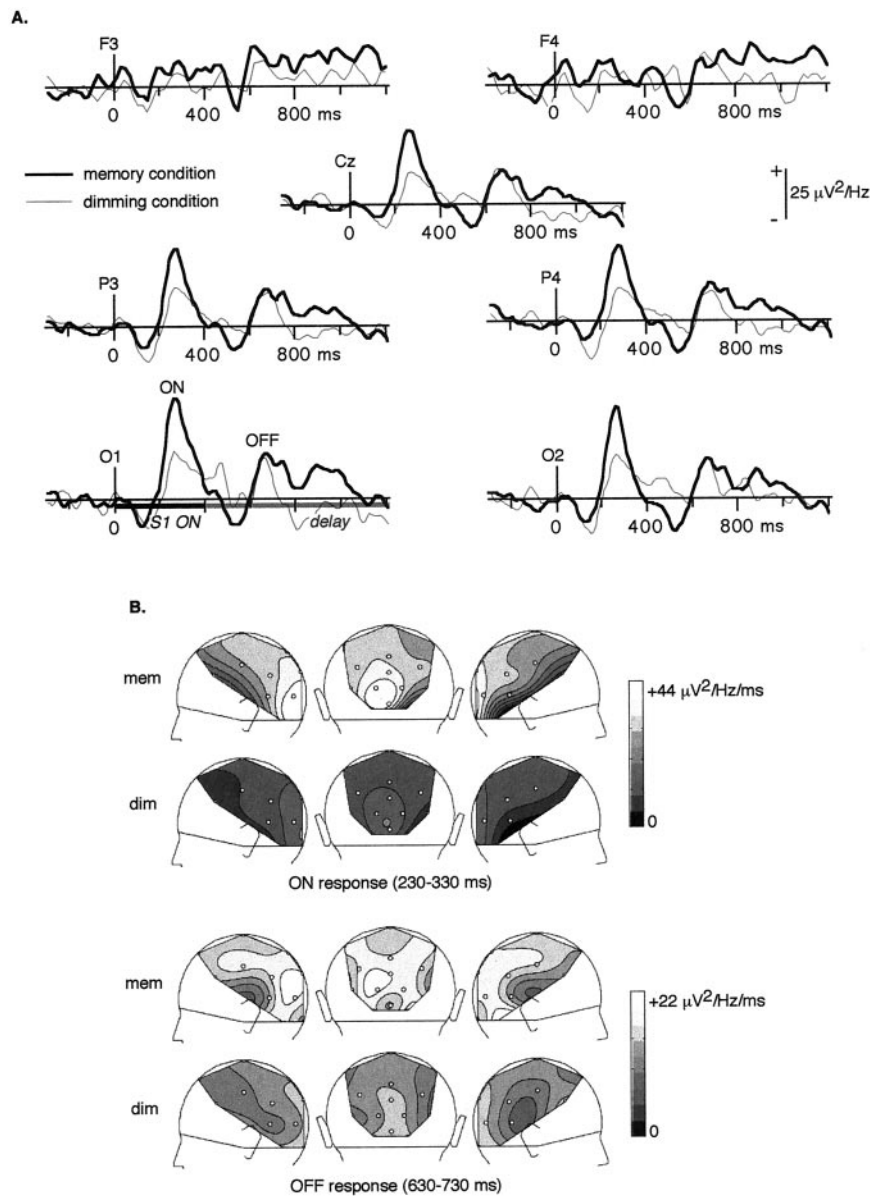 A.
F3
0 400 800 ms
F4
0 400 800 ms
memory condition
dimming condition
Cz
0 400 800 ms
+
25 µV²/Hz
-
P3
0 400 800 ms
P4
0 400 800 ms
ON
OFF
O1
S1 ON delay
0 400 800 ms
O2
0 400 800 ms
B.
mem
+44 µV²/Hz/ms
dim
0
ON response (230-330 ms)
mem
+22 µV²/Hz/ms
dim
0
OFF response (630-730 ms)